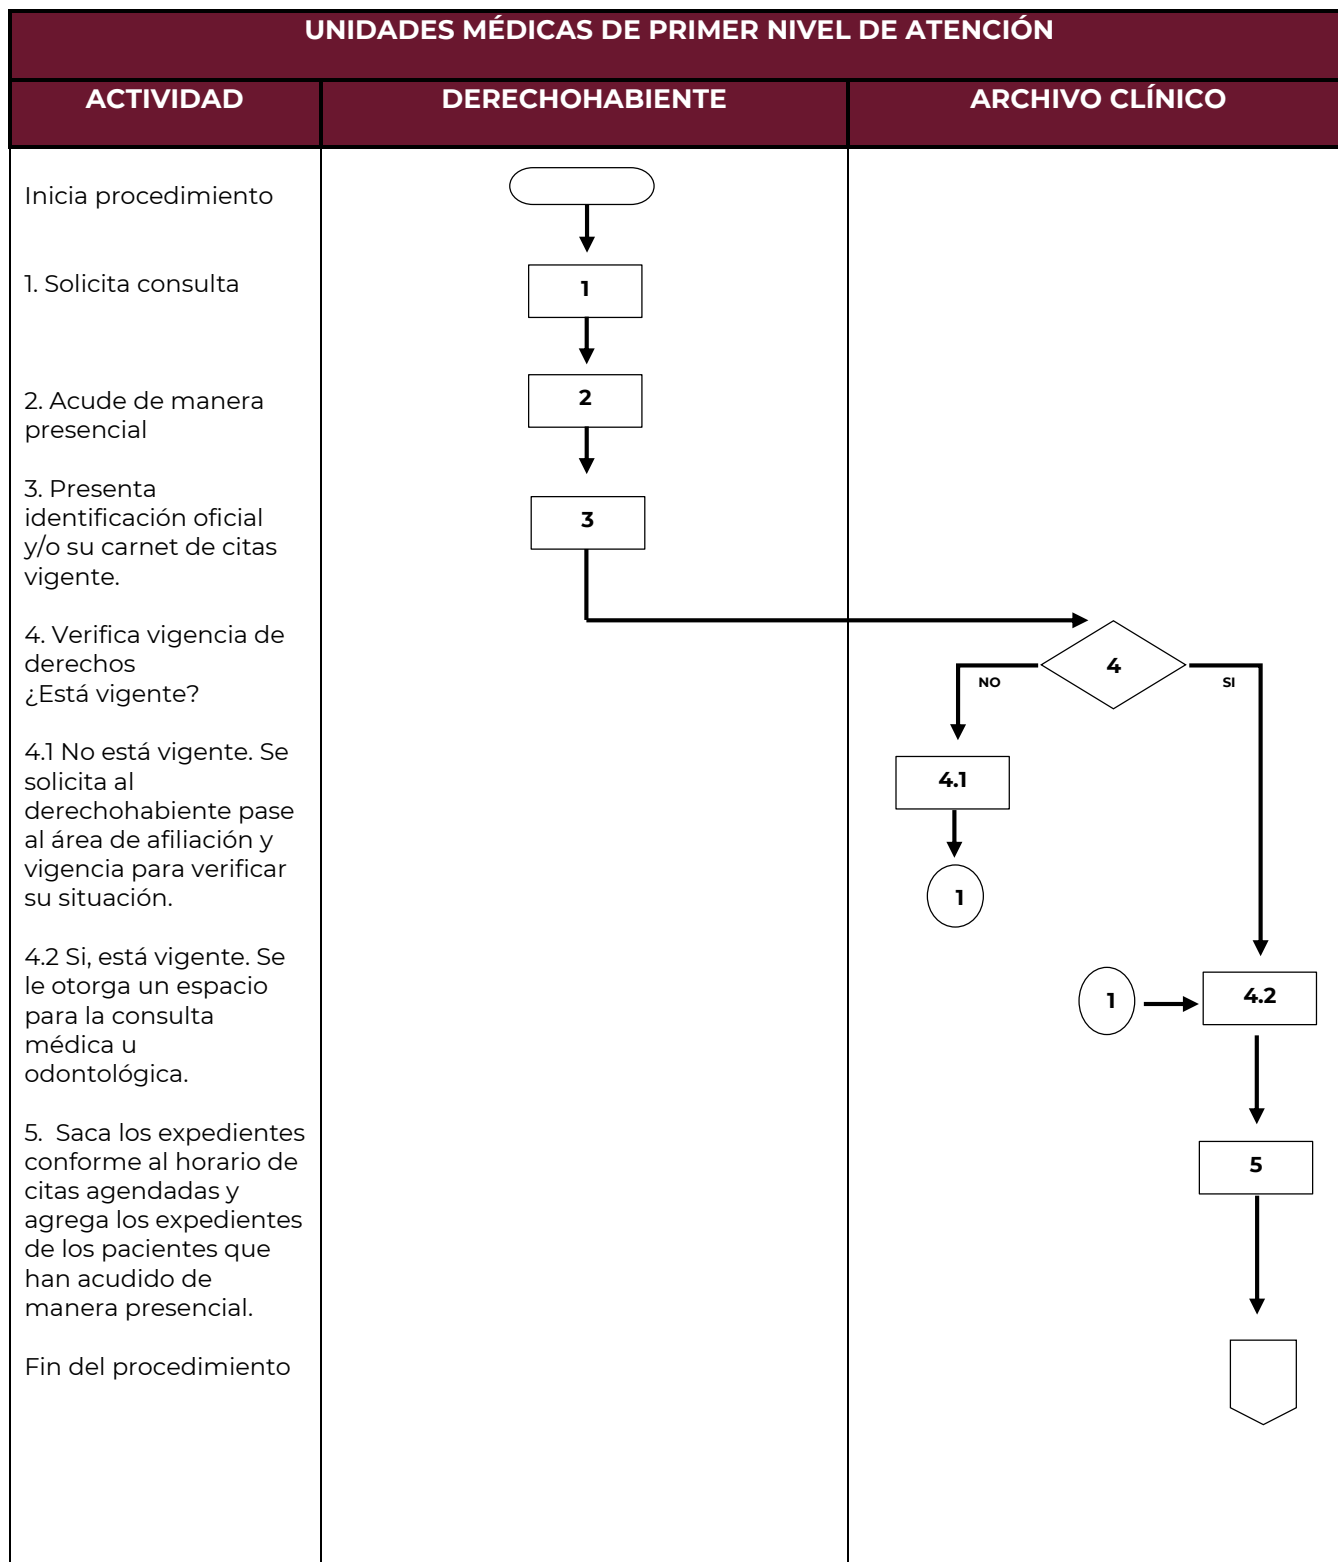 UNIDADES MÉDICAS DE PRIMER NIVEL DE ATENCIÓN
ACTIVIDAD
DERECHOHABIENTE
ARCHIVO CLÍNICO
Inicia procedimiento
1. Solicita consulta
2. Acude de manera
presencial
3. Presenta
identificación oficial
y/o su carnet de citas
vigente.
4. Verifica vigencia de
derechos
¿Está vigente?
4.1 No está vigente. Se
solicita al
derechohabiente pase
al área de afiliación y
vigencia para verificar
su situación.
4.2 Si, está vigente. Se
le otorga un espacio
para la consulta
médica u
odontológica.
5.  Saca los expedientes
conforme al horario de
citas agendadas y
agrega los expedientes
de los pacientes que
han acudido de
manera presencial.
Fin del procedimiento
1
2
3
4
NO
SI
4.1
1
1
4.2
5